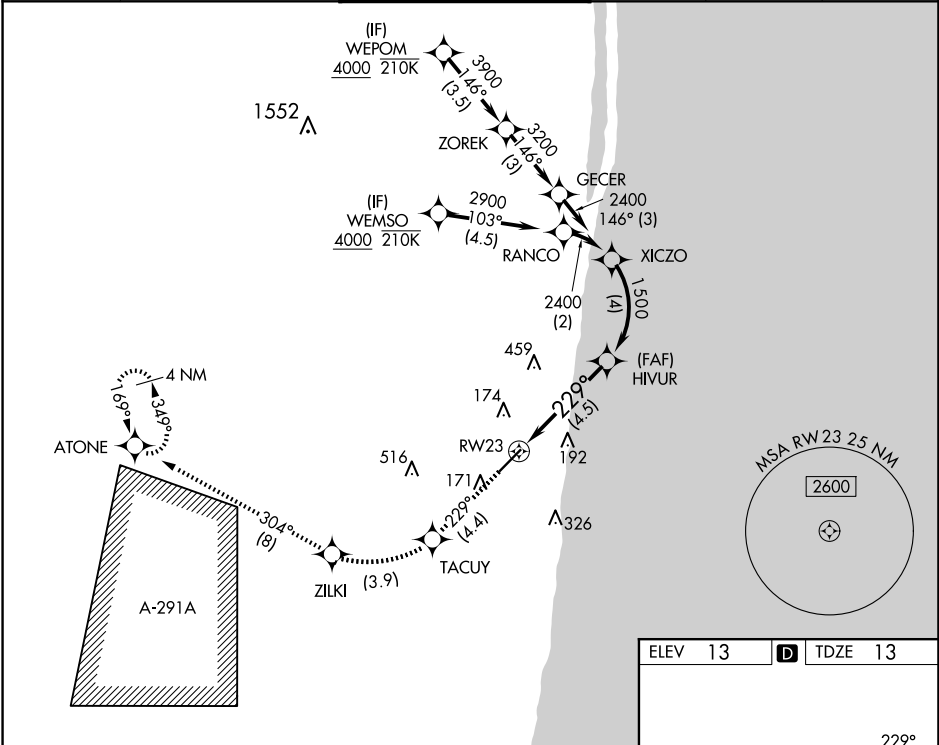 (IF)
WEPOM
4000 210K
3900
146°
(3.5)
1552
ZOREK
3200
146°
(3)
GECER
2400
146° (3)
(IF)
WEMSO
4000 210K
2900
103°
(4.5)
RANCO
XICZO
2400
(2)
1500
(4)
459
(FAF)
HIVUR
4 NM
169°
349°
174
229°
(4.5)
ATONE
RW23
192
MSA RW23 25 NM
2600
516
171
229°
(4.4)
326
304°
(8)
TACUY
ZILKI
(3.9)
A-291A
ELEV 13 D TDZE 13
229°